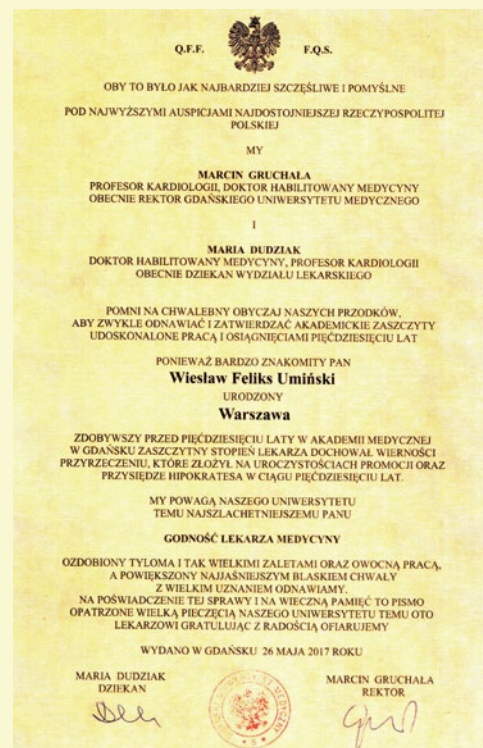 Q.F.F. F.Q.S.
OBY TO BYŁO JAK NAJBARDZIEJ SZCZĘŚLIWE I POMYŚLNE
POD NAJWYŻSZYMI AUSPICJAMI NAJDOSTOJNIEJSZEJ RZECZYPOSPOLITEJ
POLSKIEJ
MY
MARCIN GRUCHAŁA
PROFESOR KARDIOLOGII, DOKTOR HABILITOWANY MEDYCYNY
OBECNIE REKTOR GDAŃSKIEGO UNIWERSYTETU MEDYCZNEGO
I
MARIA DUDZIAK
DOKTOR HABILITOWANY MEDYCYNY, PROFESOR KARDIOLOGII
OBECNIE DZIEKAN WYDZIAŁU LEKARSKIEGO
POMNI NA CHWALEBNY OBYCZAJ NASZYCH PRZODKÓW,
ABY ZWYKLE ODNAWIAĆ I ZATWIERDZAĆ AKADEMICKIE ZASZCZYTY
UDOSKONALONE PRACĄ I OSIĄGNIĘCIAMI PIĘĆDZIESIĘCIU LAT
PONIEWAŻ BARDZO ZNAKOMITY PAN
Wiesław Feliks Umiński
URODZONY
Warszawa
ZDOBYWSZY PRZED PIĘĆDZIESIĘCIU LATY W AKADEMII MEDYCZNEJ
W GDAŃSKU ZASZCZYTNY STOPIEŃ LEKARZA DOCHOWAŁ WIERNOŚCI
PRZYRZECZENIU, KTÓRE ZŁOŻYŁ NA UROCZYSTOŚCIACH PROMOCJI ORAZ
PRZYSIĘDZE HIPOKRATESA W CIĄGU PIĘĆDZIESIĘCIU LAT.
MY POWAGĄ NASZEGO UNIWERSYTETU
TEMU NAJSZLACHETNIEJSZEMU PANU
GODNOŚĆ LEKARZA MEDYCYNY
OZDOBIONY TYLOMA I TAK WIELKIMI ZALETAMI ORAZ OWOCNĄ PRACĄ,
A POWIĘKSZONY NAJJAŚNIEJSZYM BLASKIEM CHWAŁY
Z WIELKIM UZNANIEM ODNAWIAMY.
NA POŚWIADCZENIE TEJ SPRAWY I NA WIECZNĄ PAMIĘĆ TO PISMO
OPATRZONE WIELKĄ PIECZĘCIĄ NASZEGO UNIWERSYTETU TEMU OTO
LEKARZOWI GRATULUJĄC Z RADOŚCIĄ OFIARUJEMY
WYDANO W GDAŃSKU 26 MAJA 2017 ROKU
MARIA DUDZIAK
DZIEKAN
MARCIN GRUCHAŁA
REKTOR